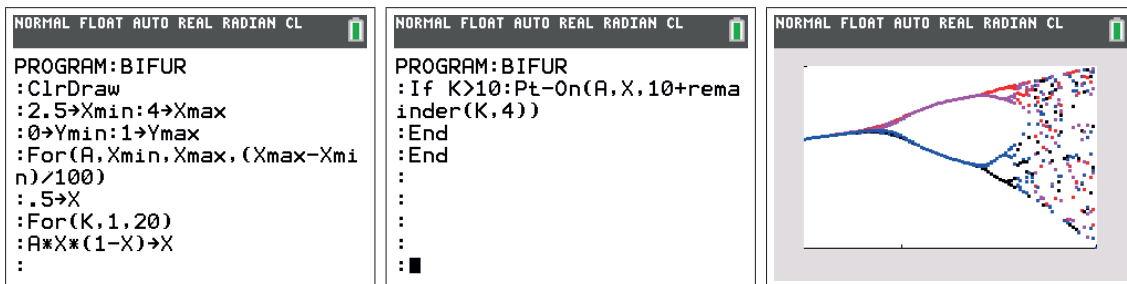 NORMAL FLOAT AUTO REAL RADIAN CL
PROGRAM:BIFUR
:ClrDraw
:2.5→Xmin:4→Xmax
:0→Ymin:1→Ymax
:For(A,Xmin,Xmax,(Xmax-Xmi
n)/100)
:.5→X
:For(K,1,20)
:A*X*(1-X)→X
:
NORMAL FLOAT AUTO REAL RADIAN CL
PROGRAM:BIFUR
:If K>10:Pt-On(A,X,10+rema
inder(K,4))
:End
:End
:
:
:
:
:
NORMAL FLOAT AUTO REAL RADIAN CL